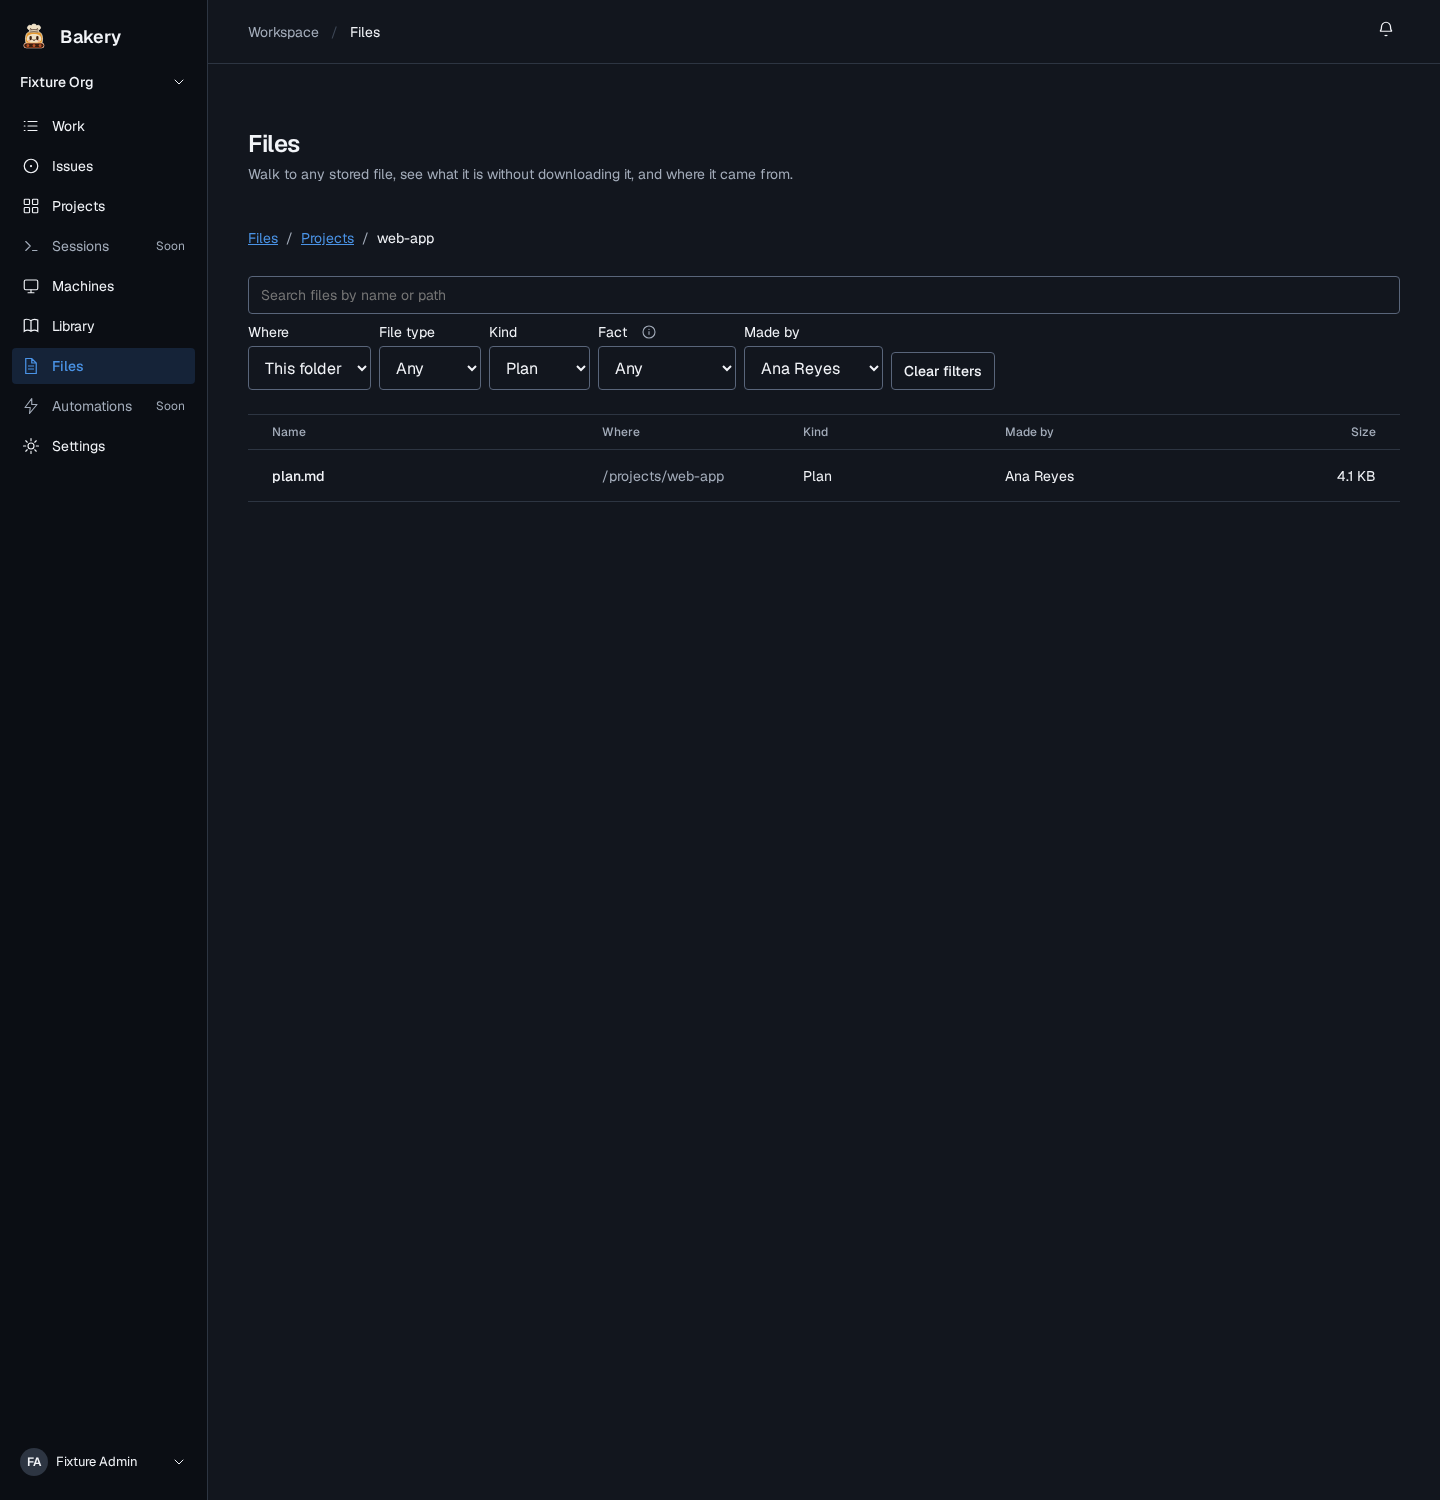 Bakery
Fixture Org
Work
Issues
Projects
Sessions Soon
Machines
Library
Files
Automations Soon
Settings
FA Fixture Admin
Workspace / Files
Files
Walk to any stored file, see what it is without downloading it, and where it came from.
Files / Projects / web-app
Search files by name or path
Where File type Kind Fact Made by
This folder Any Plan Any Ana Reyes Clear filters
Name Where Kind Made by Size
plan.md /projects/web-app Plan Ana Reyes 4.1 KB